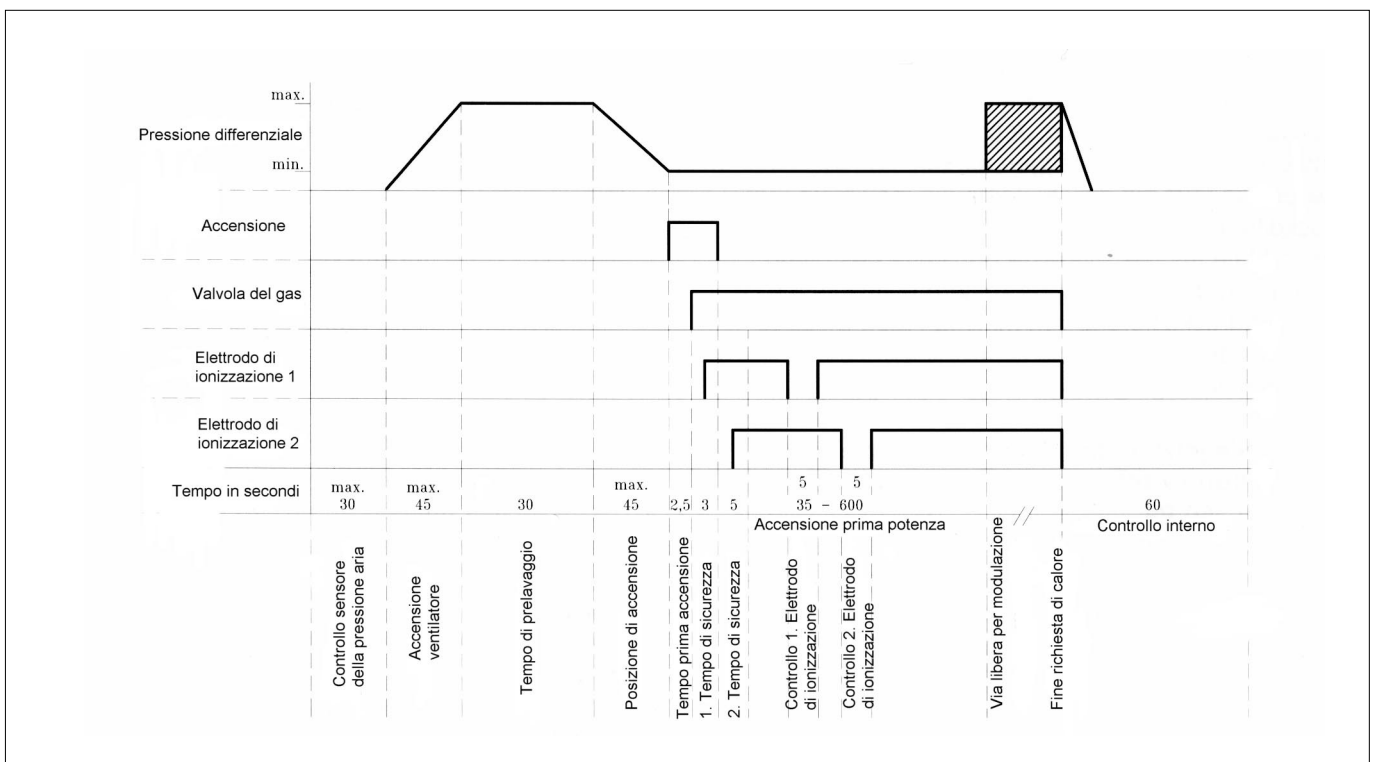 max.
Pressione differenziale
min.
Accensione
Valvola del gas
Elettrodo di
ionizzazione 1
Elettrodo di
ionizzazione 2
Tempo in secondi
max.
30
max.
45
30
max.
45
2,5
3
5
5
5
35 - 600
60
Accensione prima potenza
Controllo interno
Controllo sensore
della pressione aria
Accensione
ventilatore
Tempo di prelavaggio
Posizione di accensione
Tempo prima accensione
1. Tempo di sicurezza
2. Tempo di sicurezza
Controllo 1. Elettrodo
di ionizzazione
Controllo 2. Elettrodo
di ionizzazione
Via libera per modulazione
Fine richiesta di calore